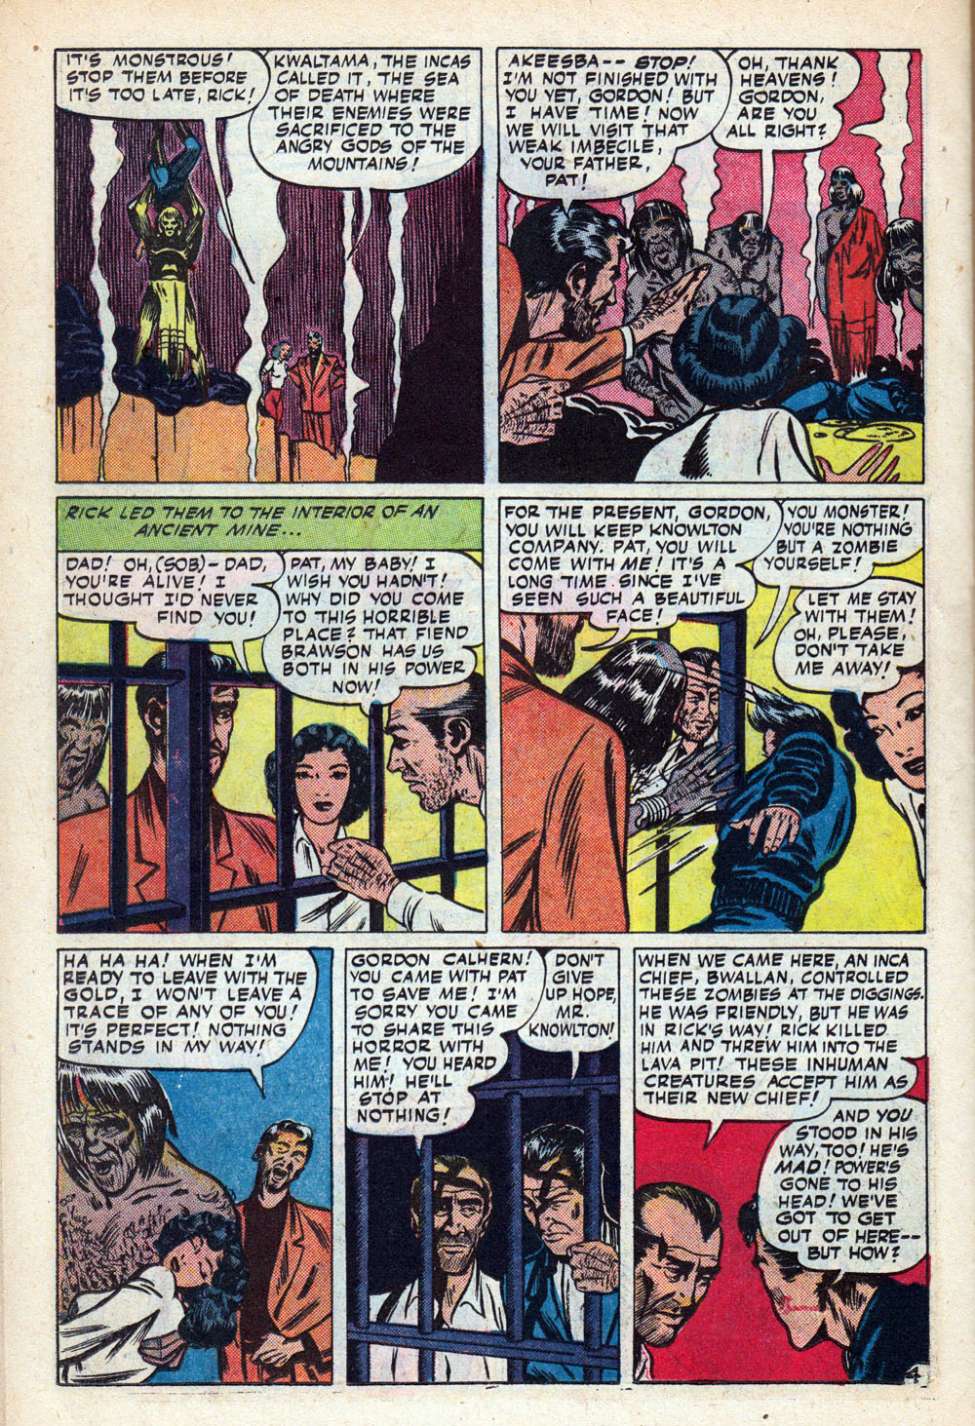 IT'S MONSTROUS!
STOP THEM BEFORE
IT'S TOO LATE, RICK!
KWALTAMA, THE INCAS
CALLED IT, THE SEA
OF DEATH WHERE
THEIR ENEMIES WERE
SACRIFICED TO THE
ANGRY GODS OF THE
MOUNTAINS!
AKEESBA-- STOP!
I'M NOT FINISHED WITH
YOU YET, GORDON! BUT
I HAVE TIME! NOW
WE WILL VISIT THAT
WEAK IMBECILE,
YOUR FATHER,
PAT!
OH, THANK
HEAVENS!
GORDON,
ARE YOU
ALL RIGHT?
RICK LED THEM TO THE INTERIOR OF AN
ANCIENT MINE...
DAD! OH, (SOB)- DAD,
YOU'RE ALIVE! I
THOUGHT I'D NEVER
FIND YOU!
PAT, MY BABY! I
WISH YOU HADN'T!
WHY DID YOU COME
TO THIS HORRIBLE
PLACE? THAT FIEND
BRAWSON HAS US
BOTH IN HIS POWER
NOW!
FOR THE PRESENT, GORDON,
YOU WILL KEEP KNOWLTON
COMPANY. PAT, YOU WILL
COME WITH ME! IT'S A
LONG TIME SINCE I'VE
SEEN SUCH A BEAUTIFUL
FACE!
YOU MONSTER!
YOU'RE NOTHING
BUT A ZOMBIE
YOURSELF!
LET ME STAY
WITH THEM!
OH, PLEASE,
DON'T TAKE
ME AWAY!
HA HA HA! WHEN I'M
READY TO LEAVE WITH THE
GOLD, I WON'T LEAVE A
TRACE OF ANY OF YOU!
IT'S PERFECT! NOTHING
STANDS IN MY WAY!
GORDON CALHERN!
YOU CAME WITH PAT
TO SAVE ME! I'M
SORRY YOU CAME
TO SHARE THIS
HORROR WITH
ME! YOU HEARD
HIM! HE'LL
STOP AT
NOTHING!
DON'T
GIVE
UP HOPE,
MR.
KNOWLTON!
WHEN WE CAME HERE, AN INCA
CHIEF, BWALLAN, CONTROLLED
THESE ZOMBIES AT THE DIGGINGS.
HE WAS FRIENDLY, BUT HE WAS
IN RICK'S WAY! RICK KILLED
HIM AND THREW HIM INTO THE
LAVA PIT! THESE INHUMAN
CREATURES ACCEPT HIM AS
THEIR NEW CHIEF!
AND YOU
STOOD IN HIS
WAY, TOO! HE'S
MAD! POWER'S
GONE TO HIS
HEAD! WE'VE
GOT TO GET
OUT OF HERE--
BUT HOW?
4